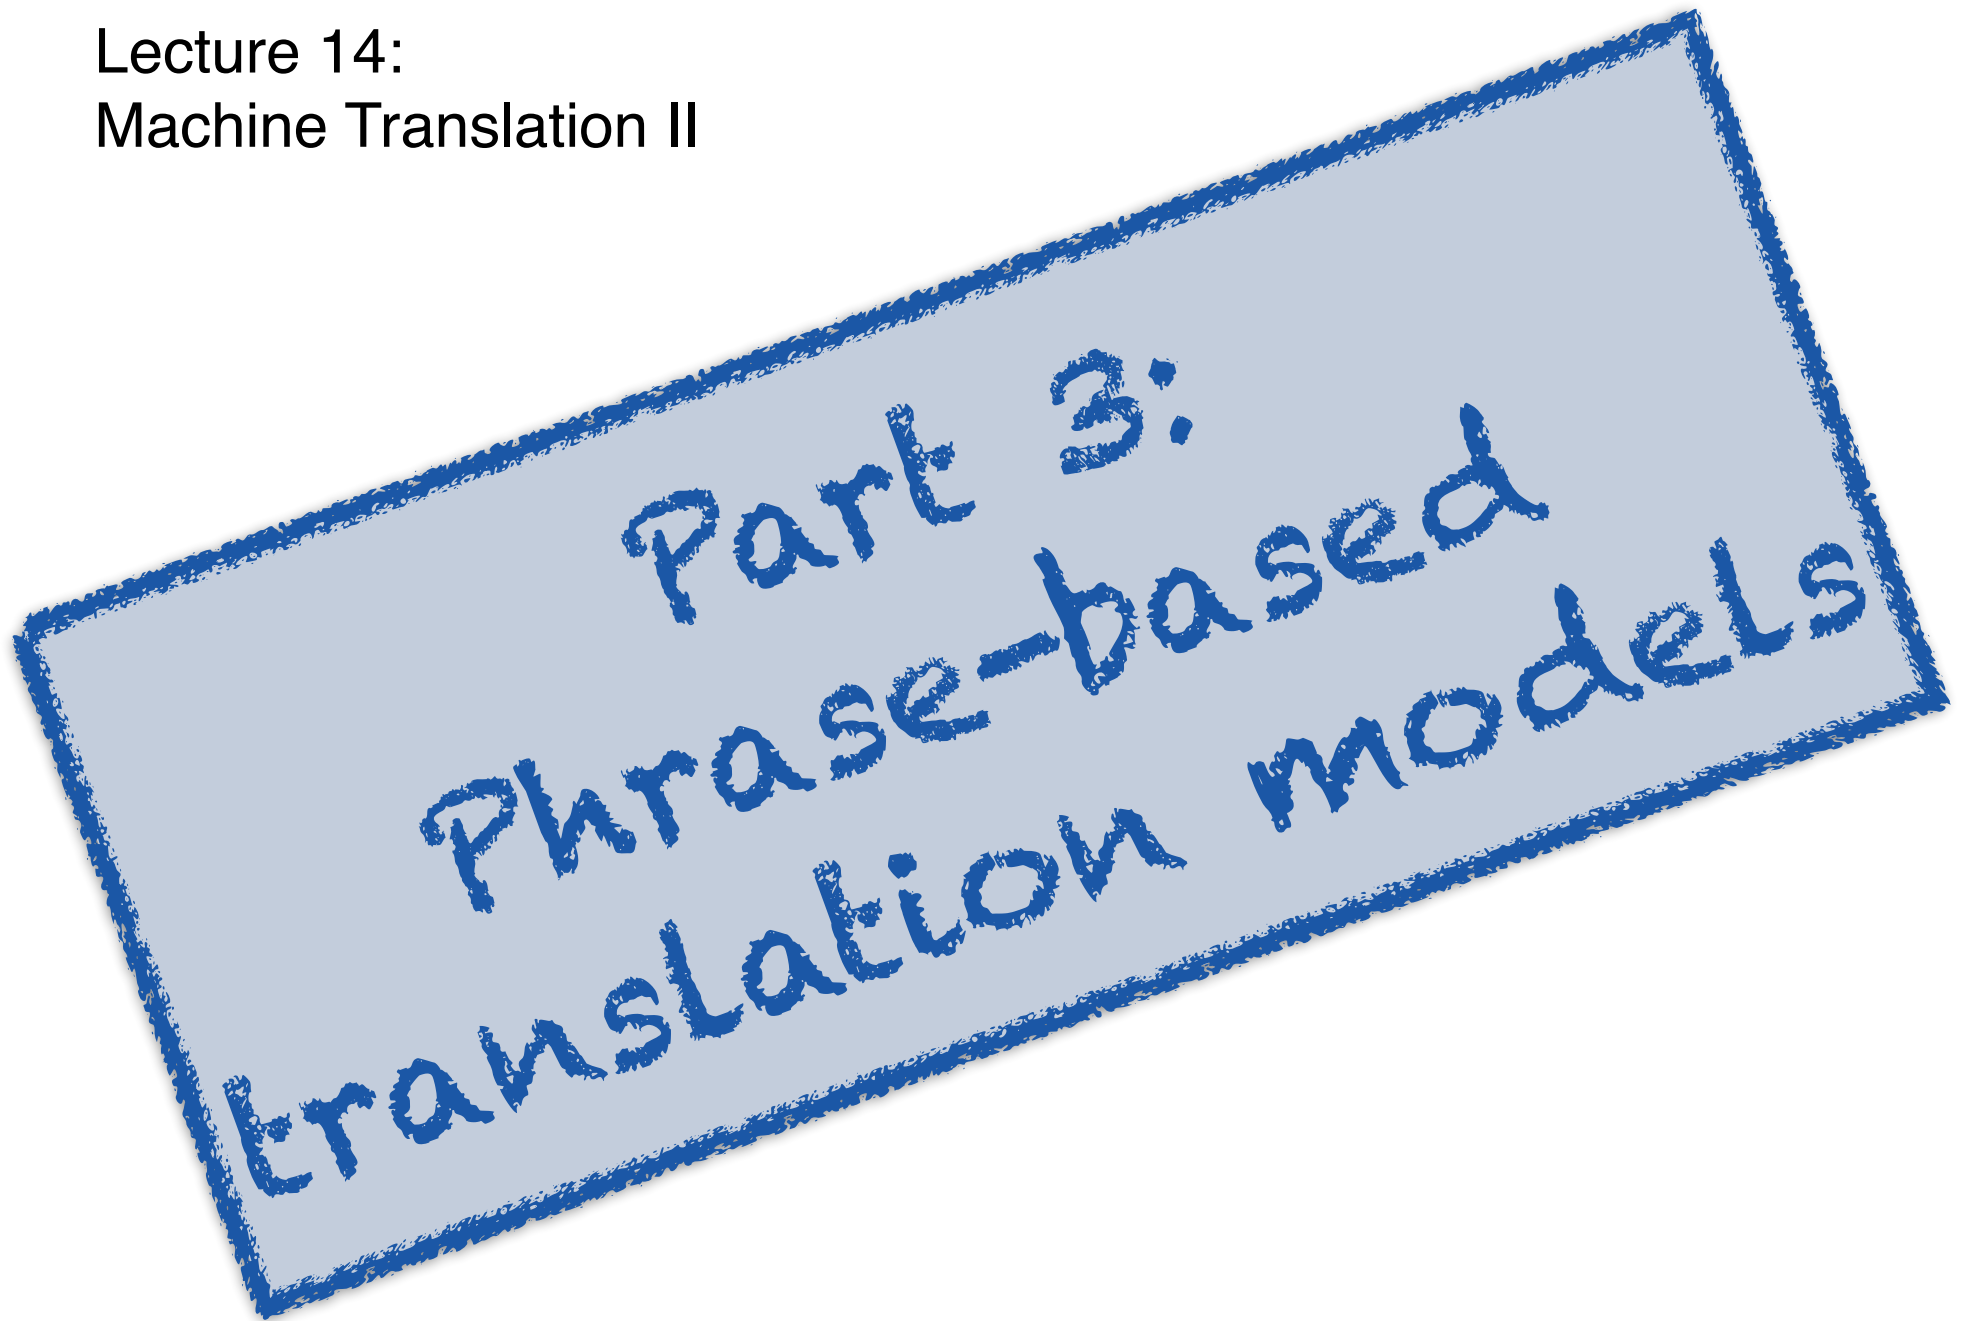 Lecture 14:
Machine Translation II
Part 3:
Phrase-based
translation models